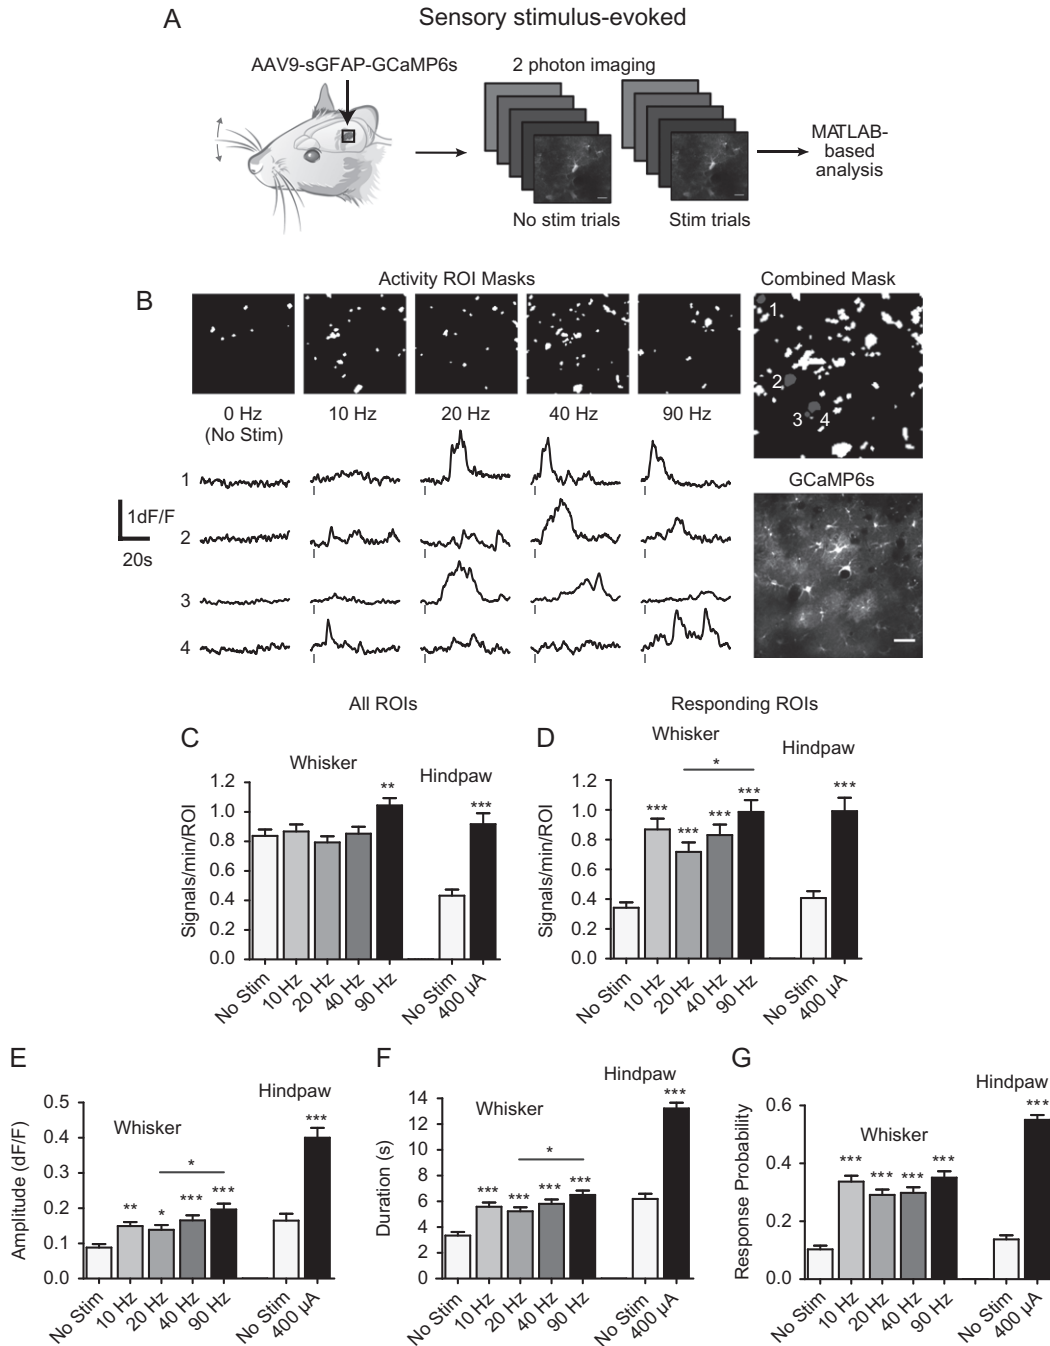 A
Sensory stimulus-evoked
AAV9-sGFAP-GCaMP6s
2 photon imaging
MATLAB-
based
analysis
No stim trials
Stim trials
B
Activity ROI Masks
Combined Mask
1
2
3
4
0 Hz
(No Stim)
10 Hz
20 Hz
40 Hz
90 Hz
GCaMP6s
1
1dF/F
20s
2
3
4
All ROIs
Responding ROIs
C
Whisker
Hindpaw
**
***
Signals/min/ROI
1.2
1.0
0.8
0.6
0.4
0.2
0.0
No Stim
10 Hz
20 Hz
40 Hz
90 Hz
No Stim
400 µA
D
Whisker
Hindpaw
*
***
***
***
***
***
Signals/min/ROI
1.2
1.0
0.8
0.6
0.4
0.2
0.0
No Stim
10 Hz
20 Hz
40 Hz
90 Hz
No Stim
400 µA
E
Hindpaw
Whisker
***
*
**
*
***
***
Amplitude (dF/F)
0.5
0.4
0.3
0.2
0.1
0.0
No Stim
10 Hz
20 Hz
40 Hz
90 Hz
No Stim
400 µA
F
Hindpaw
Whisker
***
*
***
***
***
***
Duration (s)
14
12
10
8
6
4
2
0
No Stim
10 Hz
20 Hz
40 Hz
90 Hz
No Stim
400 µA
G
Hindpaw
Whisker
***
***
***
***
***
Response Probability
0.6
0.4
0.2
0.0
No Stim
10 Hz
20 Hz
40 Hz
90 Hz
No Stim
400 µA